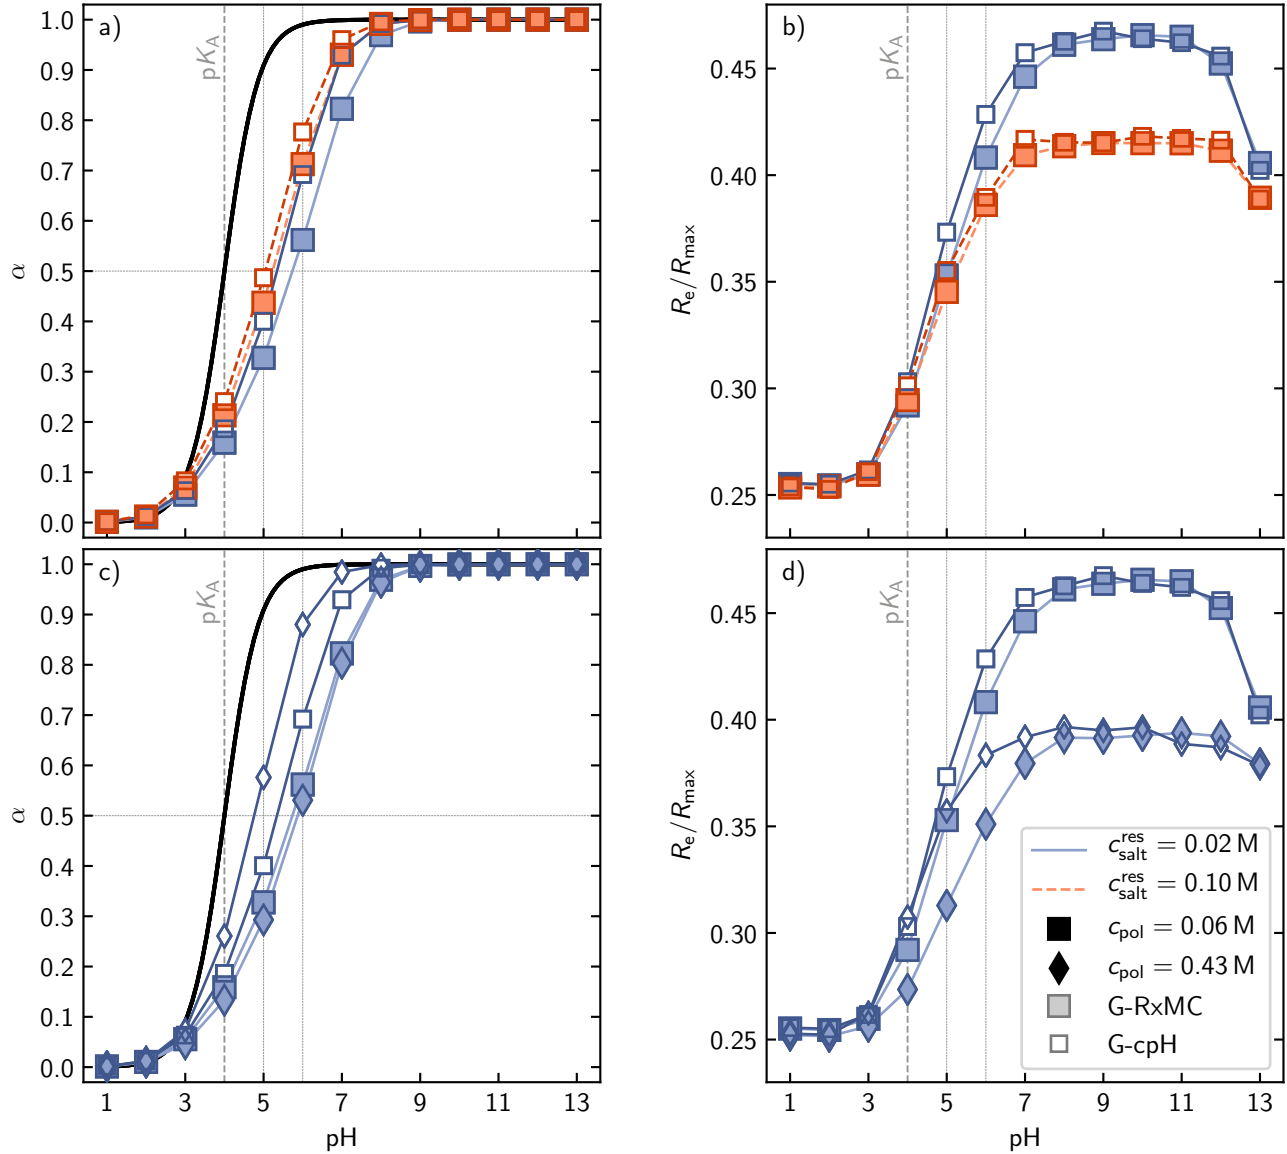 a)
pK_A
1.0
0.9
0.8
0.7
0.6
0.5
0.4
0.3
0.2
0.1
0.0
α
b)
pK_A
0.45
0.40
0.35
0.30
0.25
R_e/R_max
c)
pK_A
1.0
0.9
0.8
0.7
0.6
0.5
0.4
0.3
0.2
0.1
0.0
α
1 3 5 7 9 11 13
pH
d)
pK_A
0.45
0.40
0.35
0.30
0.25
R_e/R_max
c_salt^res = 0.02 M
c_salt^res = 0.10 M
c_pol = 0.06 M
c_pol = 0.43 M
G-RxMC
G-cpH
1 3 5 7 9 11 13
pH